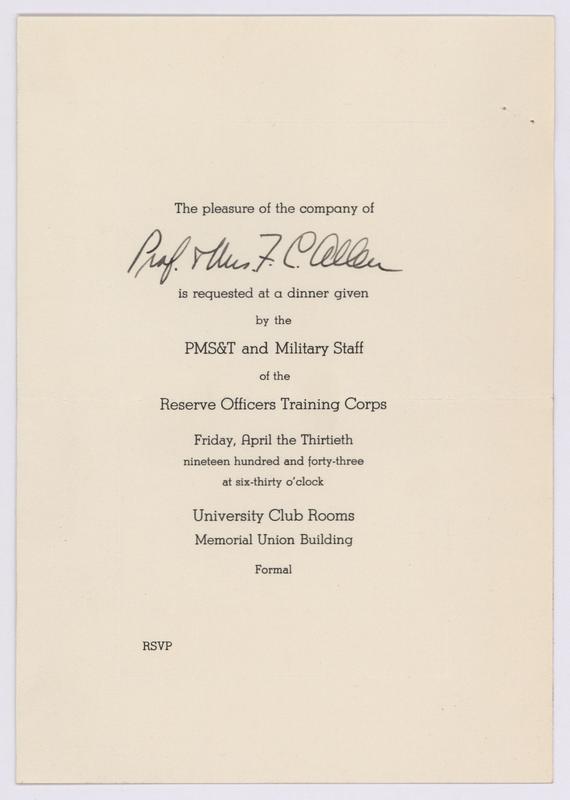 The pleasure of the company of
Prof. & Mrs. F. C. Allen
is requested at a dinner given
by the
PMS&T and Military Staff
of the
Reserve Officers Training Corps
Friday, April the Thirtieth
nineteen hundred and forty-three
at six-thirty o'clock
University Club Rooms
Memorial Union Building
Formal
RSVP